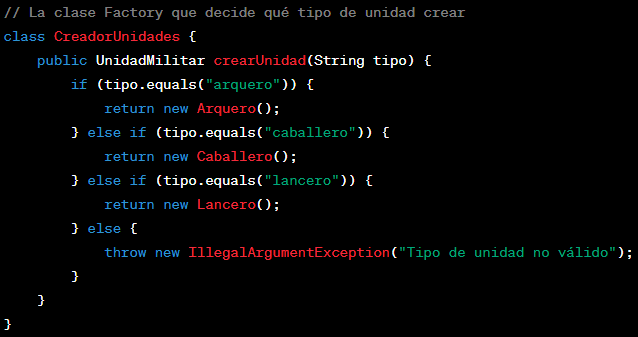 // La clase Factory que decide qué tipo de unidad crear
class CreadorUnidades {
    public UnidadMilitar crearUnidad(String tipo) {
        if (tipo.equals("arquero")) {
            return new Arquero();
        } else if (tipo.equals("caballero")) {
            return new Caballero();
        } else if (tipo.equals("lancero")) {
            return new Lancero();
        } else {
            throw new IllegalArgumentException("Tipo de unidad no válido");
        }
    }
}